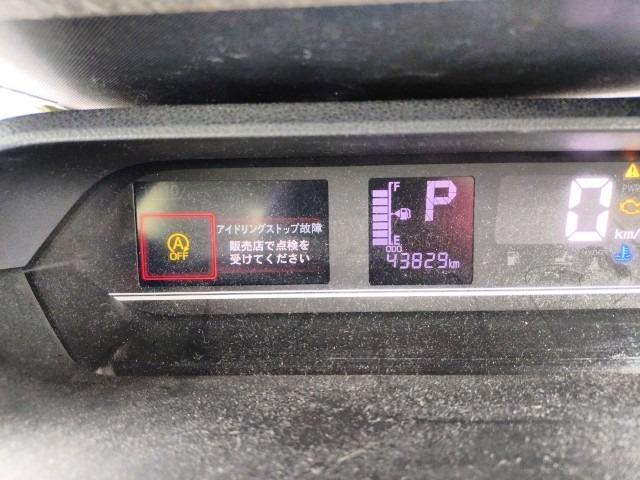 アイドリングストップ故障
販売店で点検を
受けてください
A
OFF
F
E
P
ODO
43829km
0
km/
PWR